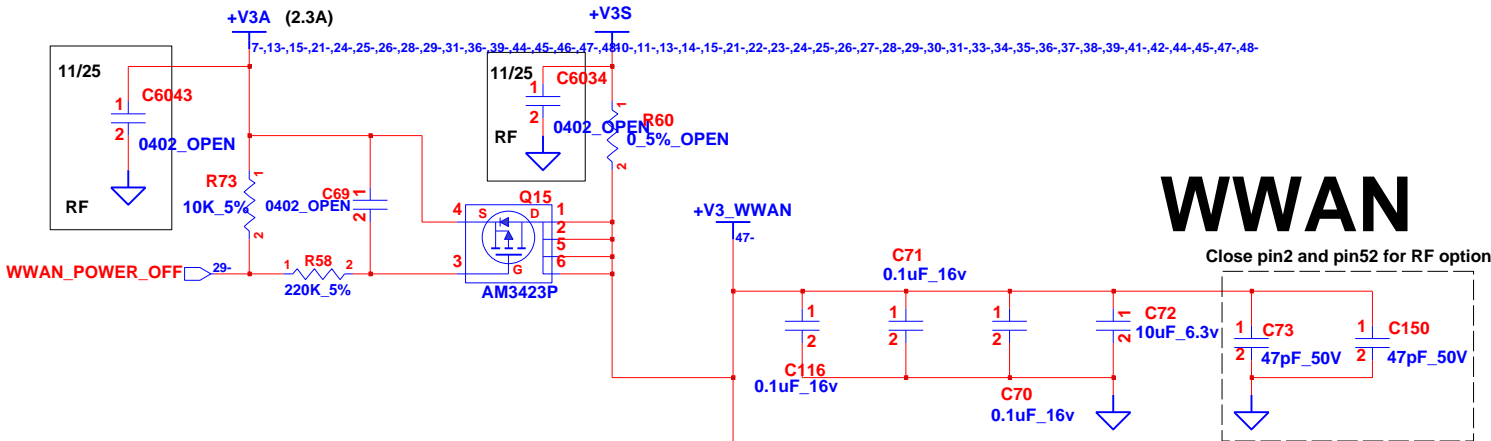 +V3A (2.3A)
+V3S
7-,13-,15-,21-,24-,25-,26-,28-,29-,31-,36-,39-,44-,45-,46-,47-,48-
10-,11-,13-,14-,15-,21-,22-,23-,24-,25-,26-,27-,28-,29-,30-,31-,33-,34-,35-,36-,37-,38-,39-,41-,42-,44-,45-,47-,48-
11/25
C6043
1
2
0402_OPEN
RF
11/25
C6034
1
2
0402_OPEN
RF
R60
1
0_5%_OPEN
2
R73
1
10K_5%
2
C69
1
0402_OPEN
2
Q15
4
S
D
1
2
5
6
3
G
AM3423P
WWAN_POWER_OFF
29-
R58
1
2
220K_5%
+V3_WWAN
47-
WWAN
Close pin2 and pin52 for RF option
C71
0.1uF_16v
1
2
C116
0.1uF_16v
1
2
1
2
C70
0.1uF_16v
1
2
C72
10uF_6.3v
1
2
C73
47pF_50V
1
2
C150
47pF_50V